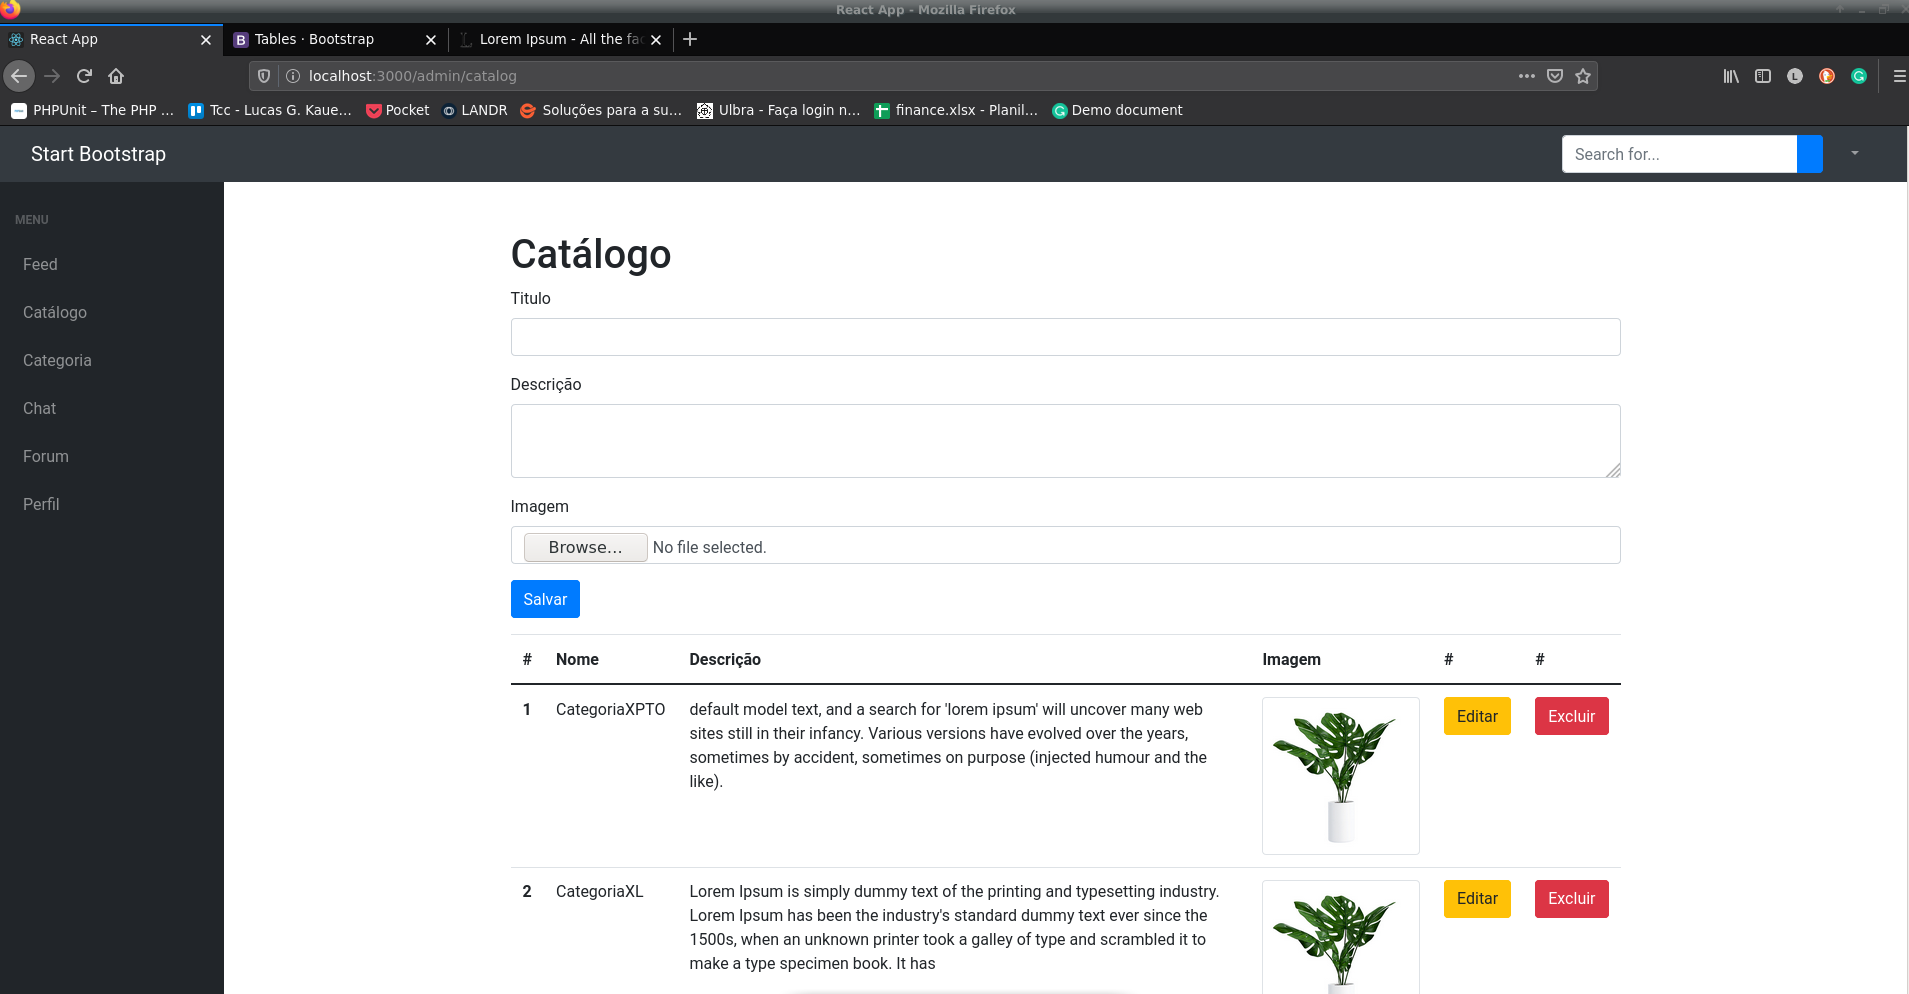 React App - Mozilla Firefox
React App
Tables · Bootstrap
Lorem Ipsum - All the fac
localhost:3000/admin/catalog
PHPUnit – The PHP ...
Tcc - Lucas G. Kaue...
Pocket
LANDR
Soluções para a su...
Ulbra - Faça login n...
finance.xlsx - Planil...
Demo document
Start Bootstrap
Search for...
MENU
Feed
Catálogo
Categoria
Chat
Forum
Perfil
Catálogo
Titulo
Descrição
Imagem
Browse... No file selected.
Salvar
# Nome Descrição Imagem # #
1 CategoriaXPTO
default model text, and a search for 'lorem ipsum' will uncover many web
sites still in their infancy. Various versions have evolved over the years,
sometimes by accident, sometimes on purpose (injected humour and the
like).
Editar Excluir
2 CategoriaXL
Lorem Ipsum is simply dummy text of the printing and typesetting industry.
Lorem Ipsum has been the industry's standard dummy text ever since the
1500s, when an unknown printer took a galley of type and scrambled it to
make a type specimen book. It has
Editar Excluir